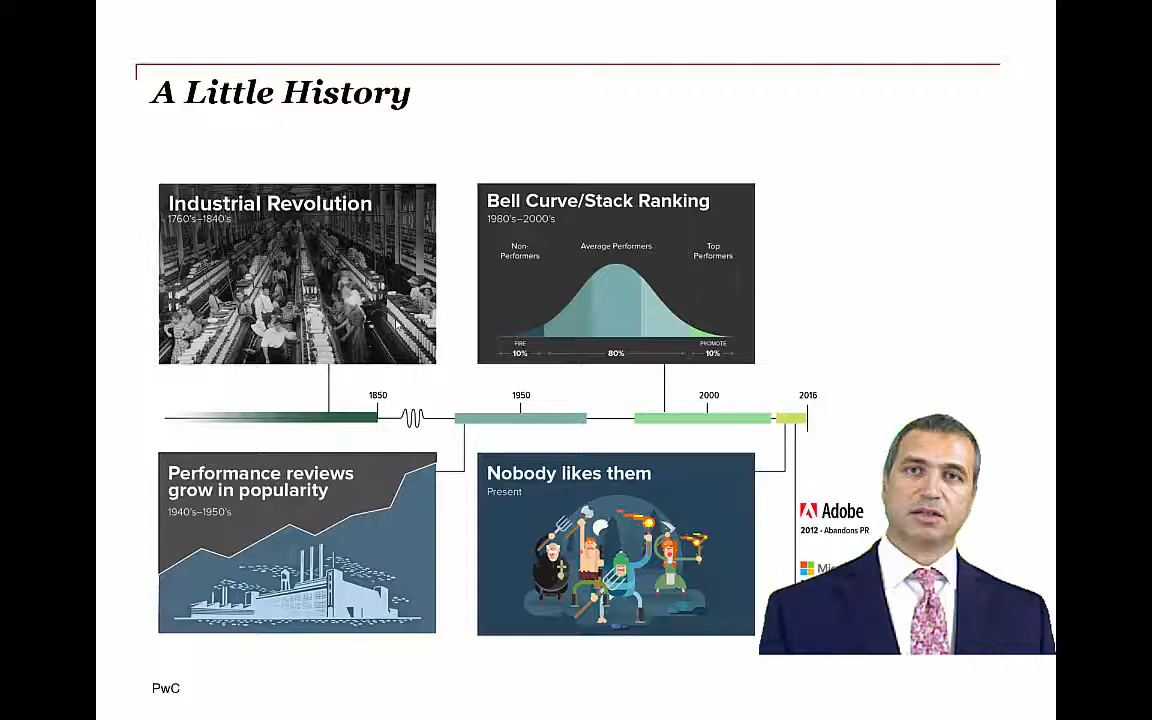 A Little History
Industrial Revolution
1760's–1840's
Bell Curve/Stack Ranking
1980's–2000's
Non-
Performers
Average Performers
Top
Performers
FIRE
PROMOTE
10%
80%
10%
1850
1950
2000
2016
Performance reviews
grow in popularity
1940's–1950's
Nobody likes them
Present
Adobe
2012 - Abandons PR
PwC